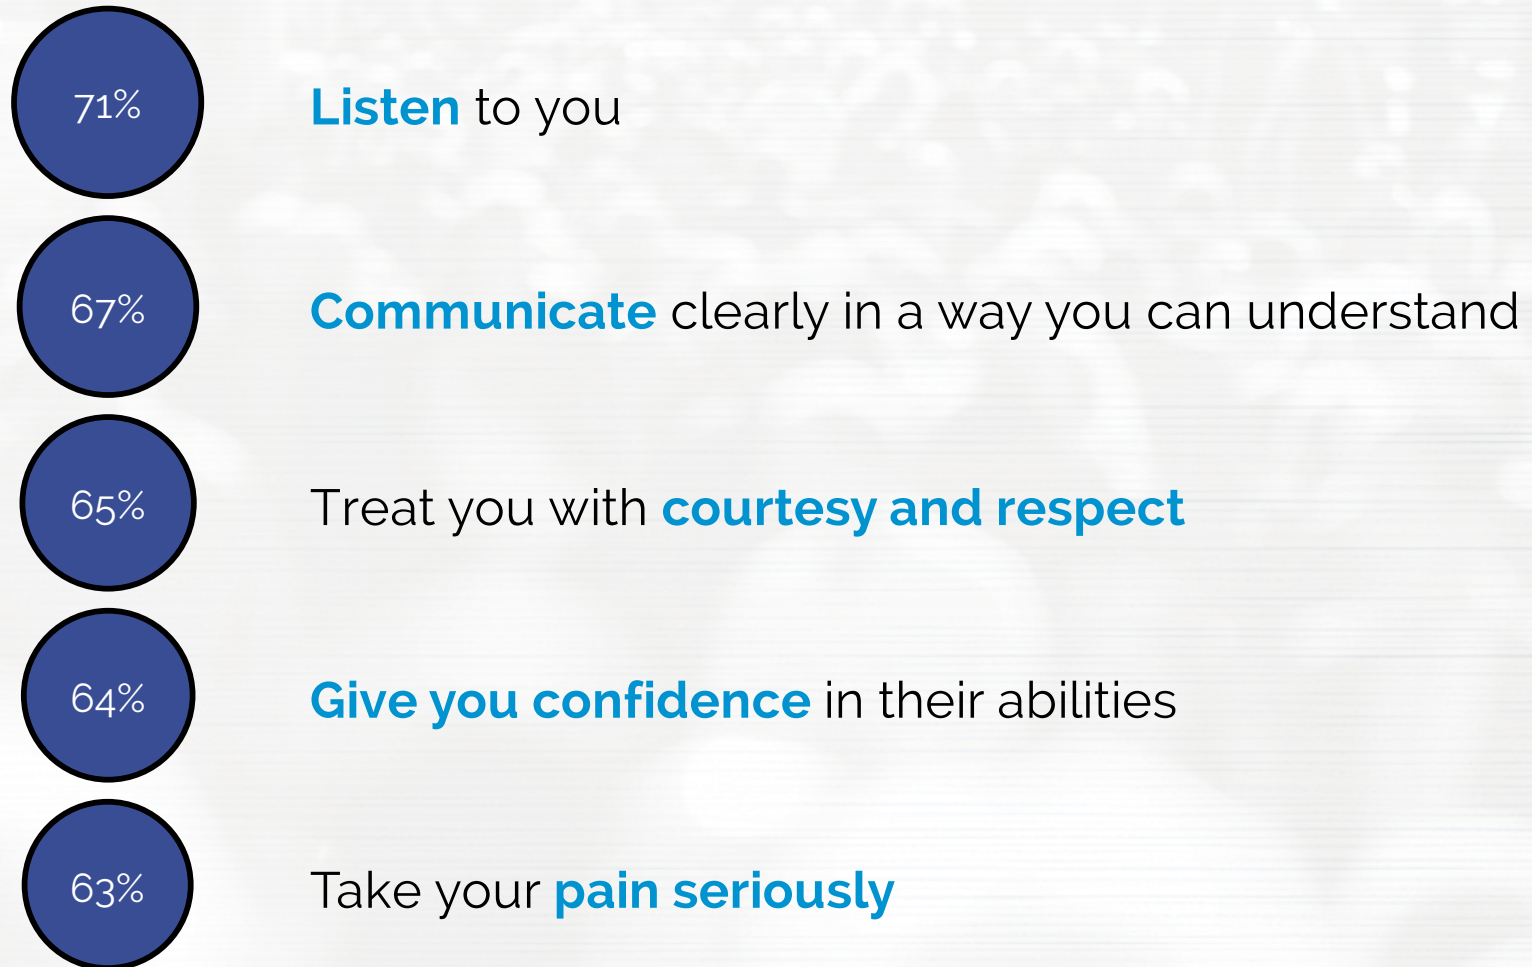 71%
Listen to you
67%
Communicate clearly in a way you can understand
65%
Treat you with courtesy and respect
64%
Give you confidence in their abilities
63%
Take your pain seriously